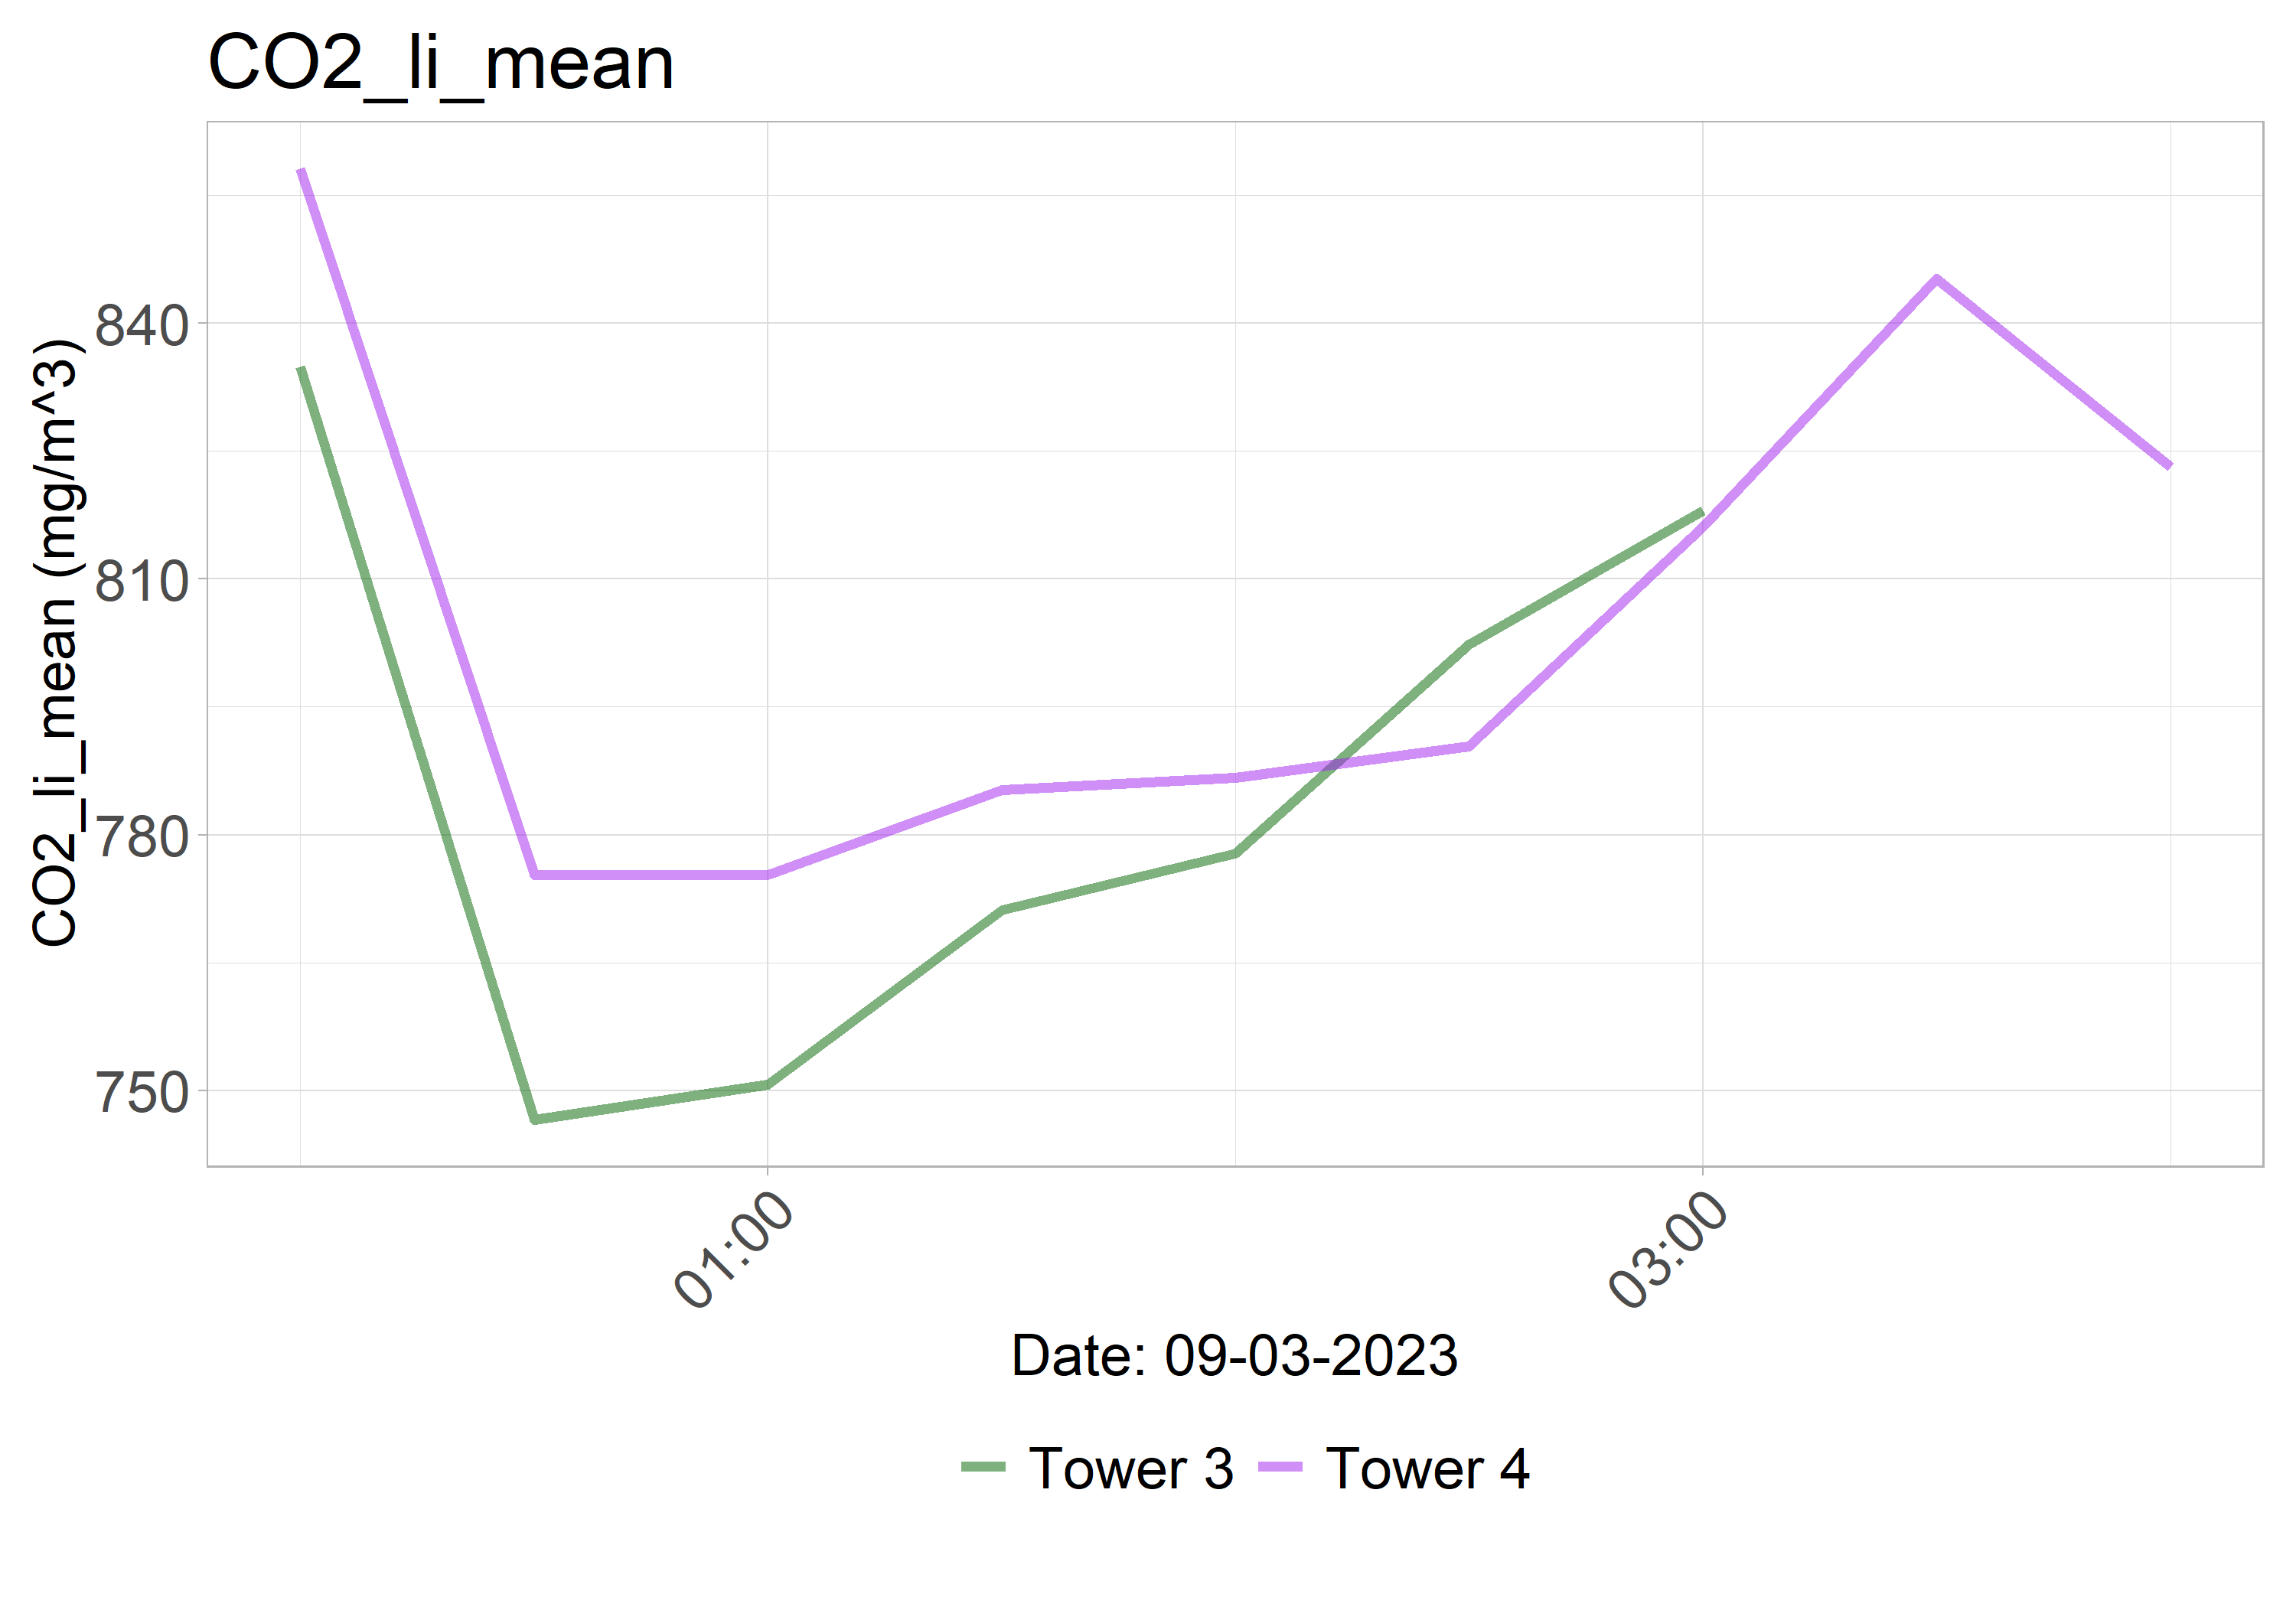 CO2_li_mean
CO2_li_mean (mg/m^3)
840
810
780
750
01:00
03:00
Date: 09-03-2023
Tower 3
Tower 4